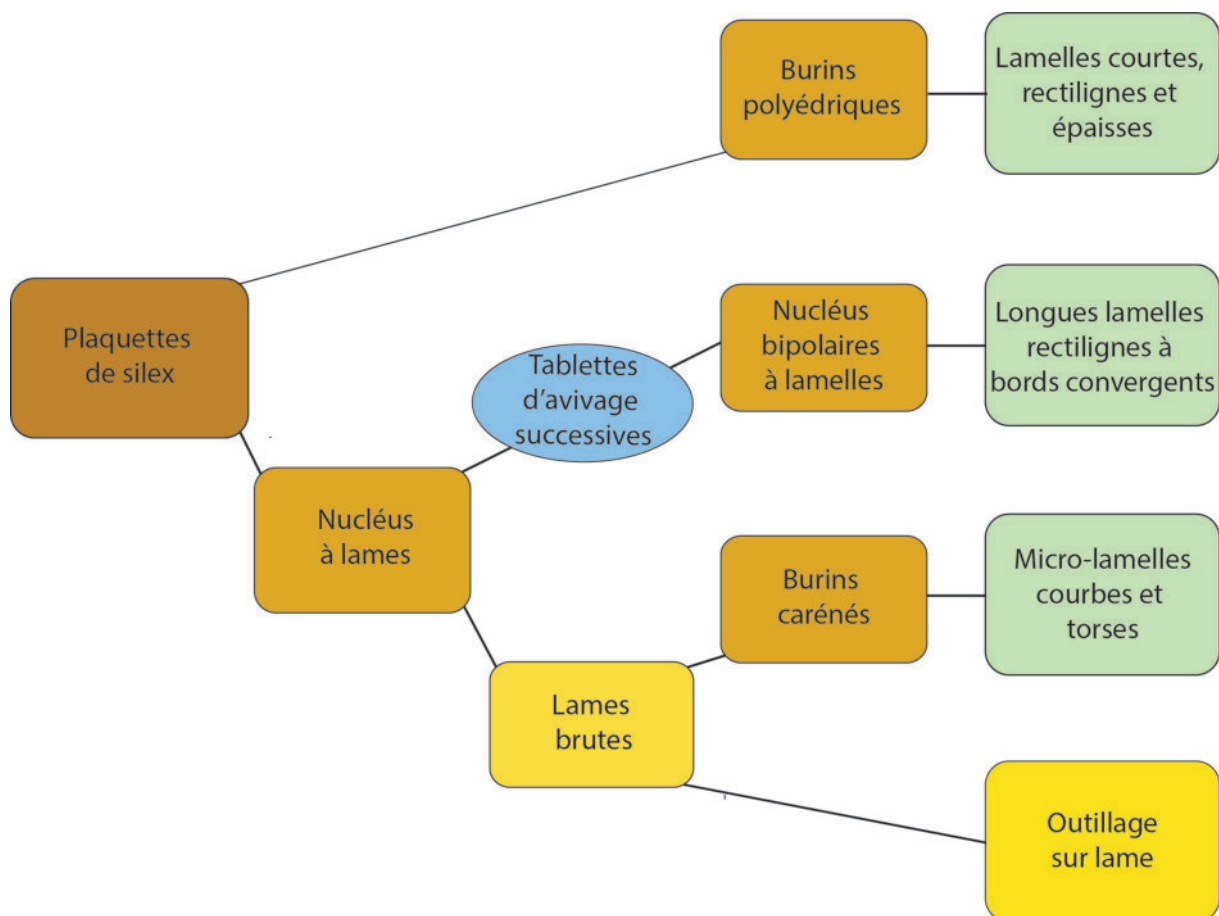 Burins
polyédriques
Lamelles courtes,
rectilignes et
épaisses
Plaquettes
de silex
Tablettes
d'avivage
successives
Nucléus
bipolaires
à lamelles
Longues lamelles
rectilignes à
bords convergents
Nucléus
à lames
Burins
carénés
Micro-lamelles
courbes et
torses
Lames
brutes
Outillage
sur lame